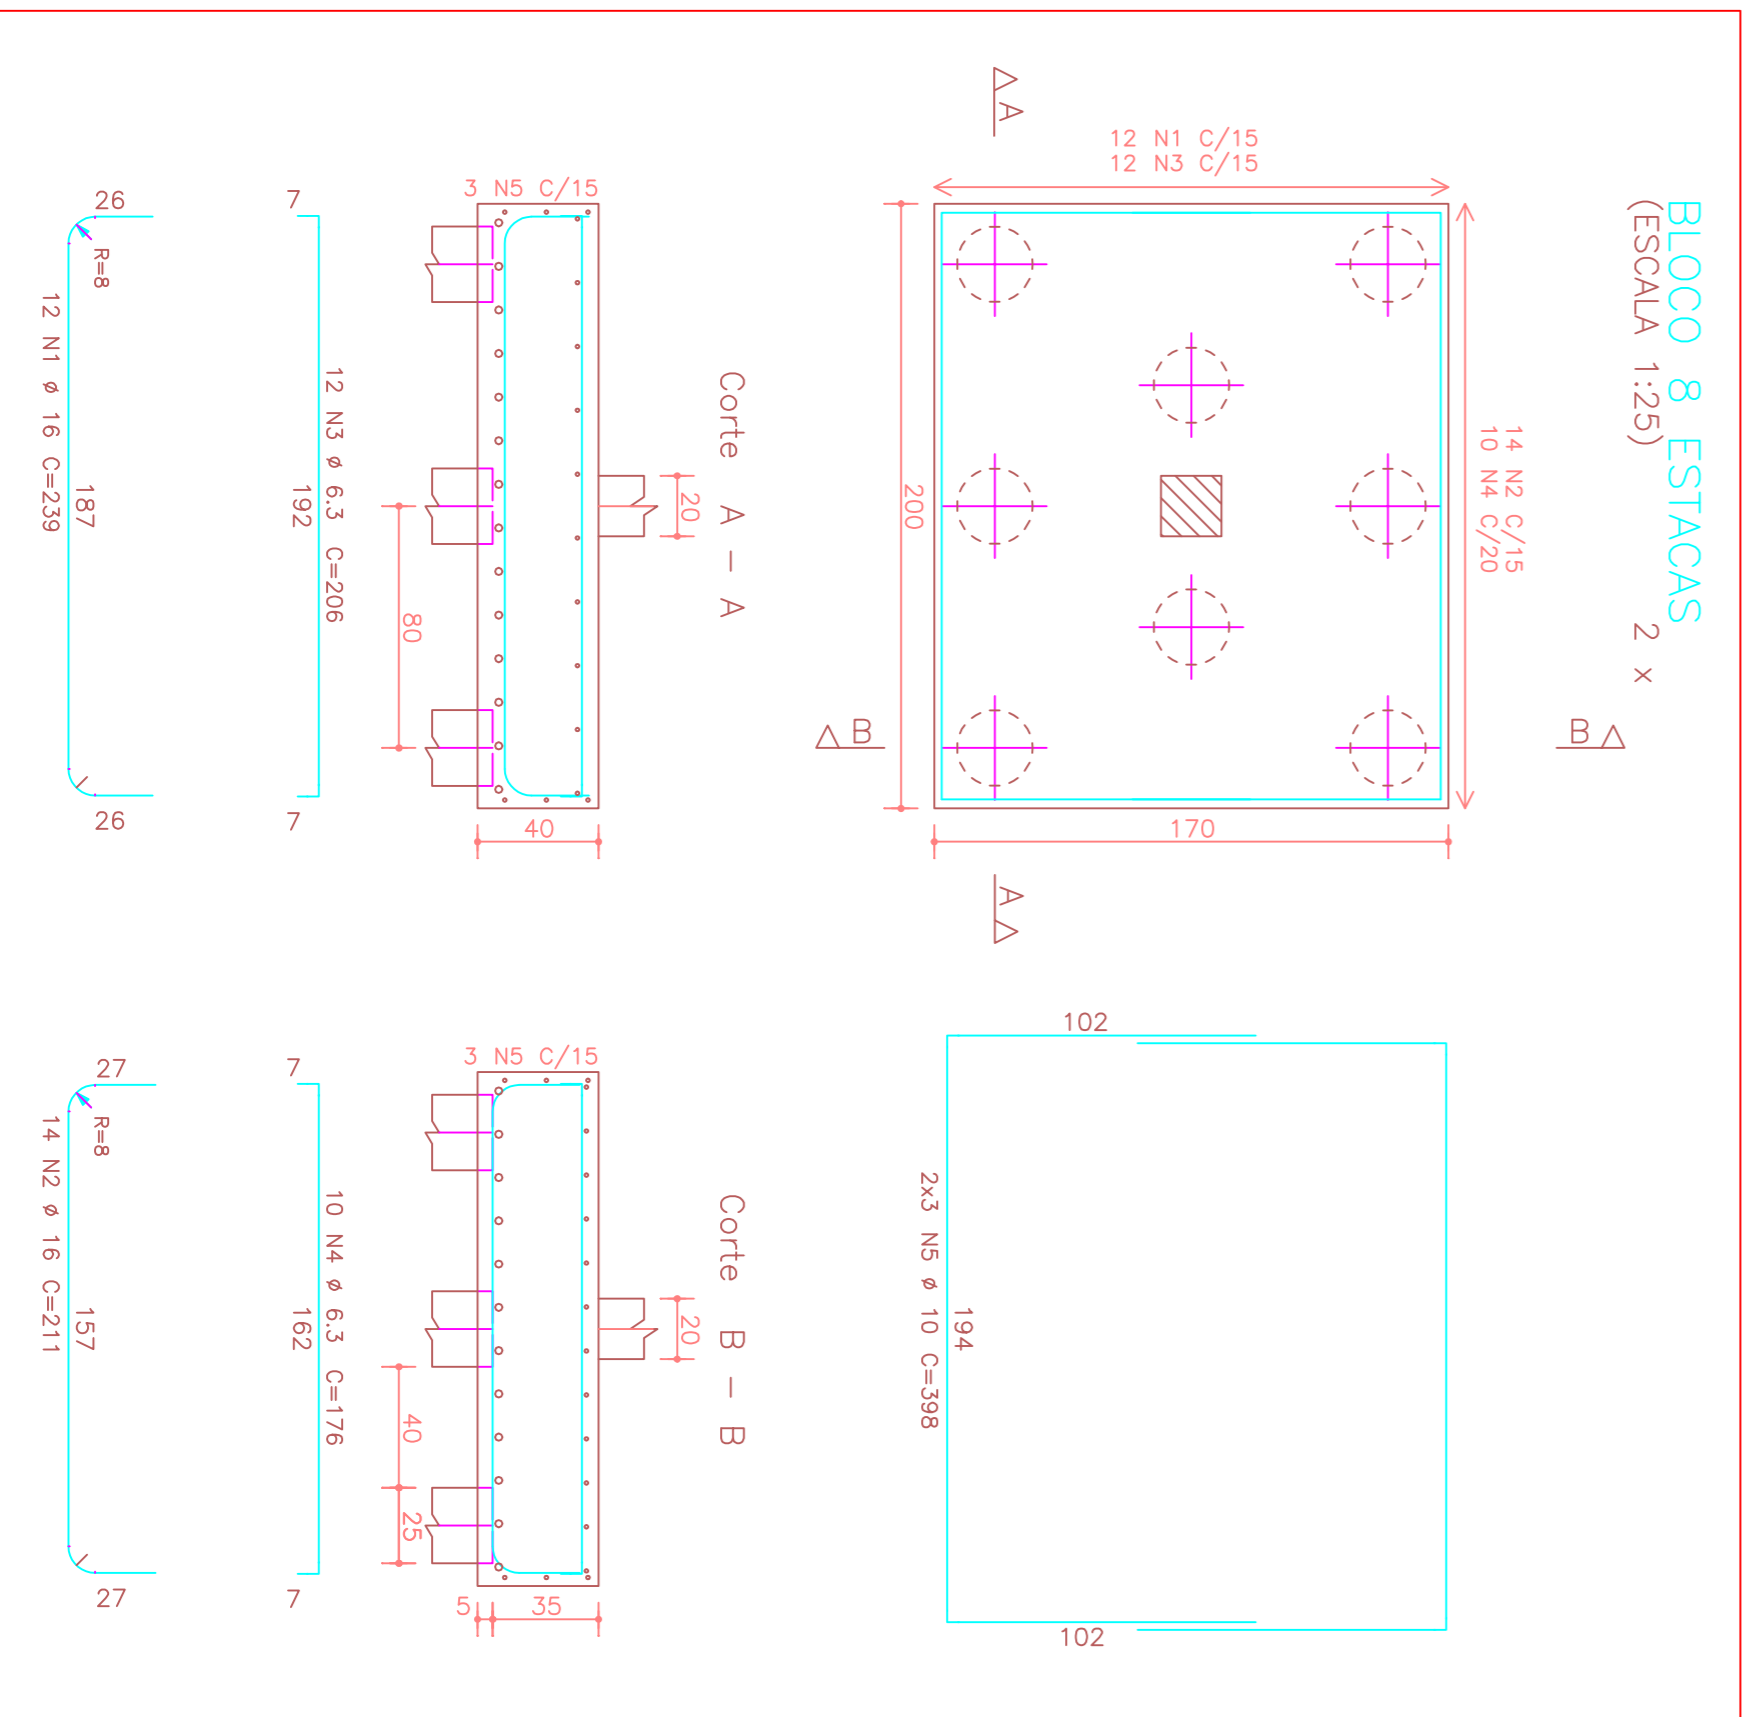 BLOCO 8 ESTACAS
(ESCALA 1:25)
2 x
14 N2 C/15
10 N4 C/20
12 N1 C/15
12 N3 C/15
A
A
B
B
200
170
102
194
2x3 N5 ø 10 C=398
102
Corte A - A
20
3 N5 C/15
40
80
7
192
7
12 N3 ø 6.3 C=206
26
R=8
187
26
12 N1 ø 16 C=239
Corte B - B
20
3 N5 C/15
5
35
40
25
7
162
7
10 N4 ø 6.3 C=176
27
R=8
157
27
14 N2 ø 16 C=211